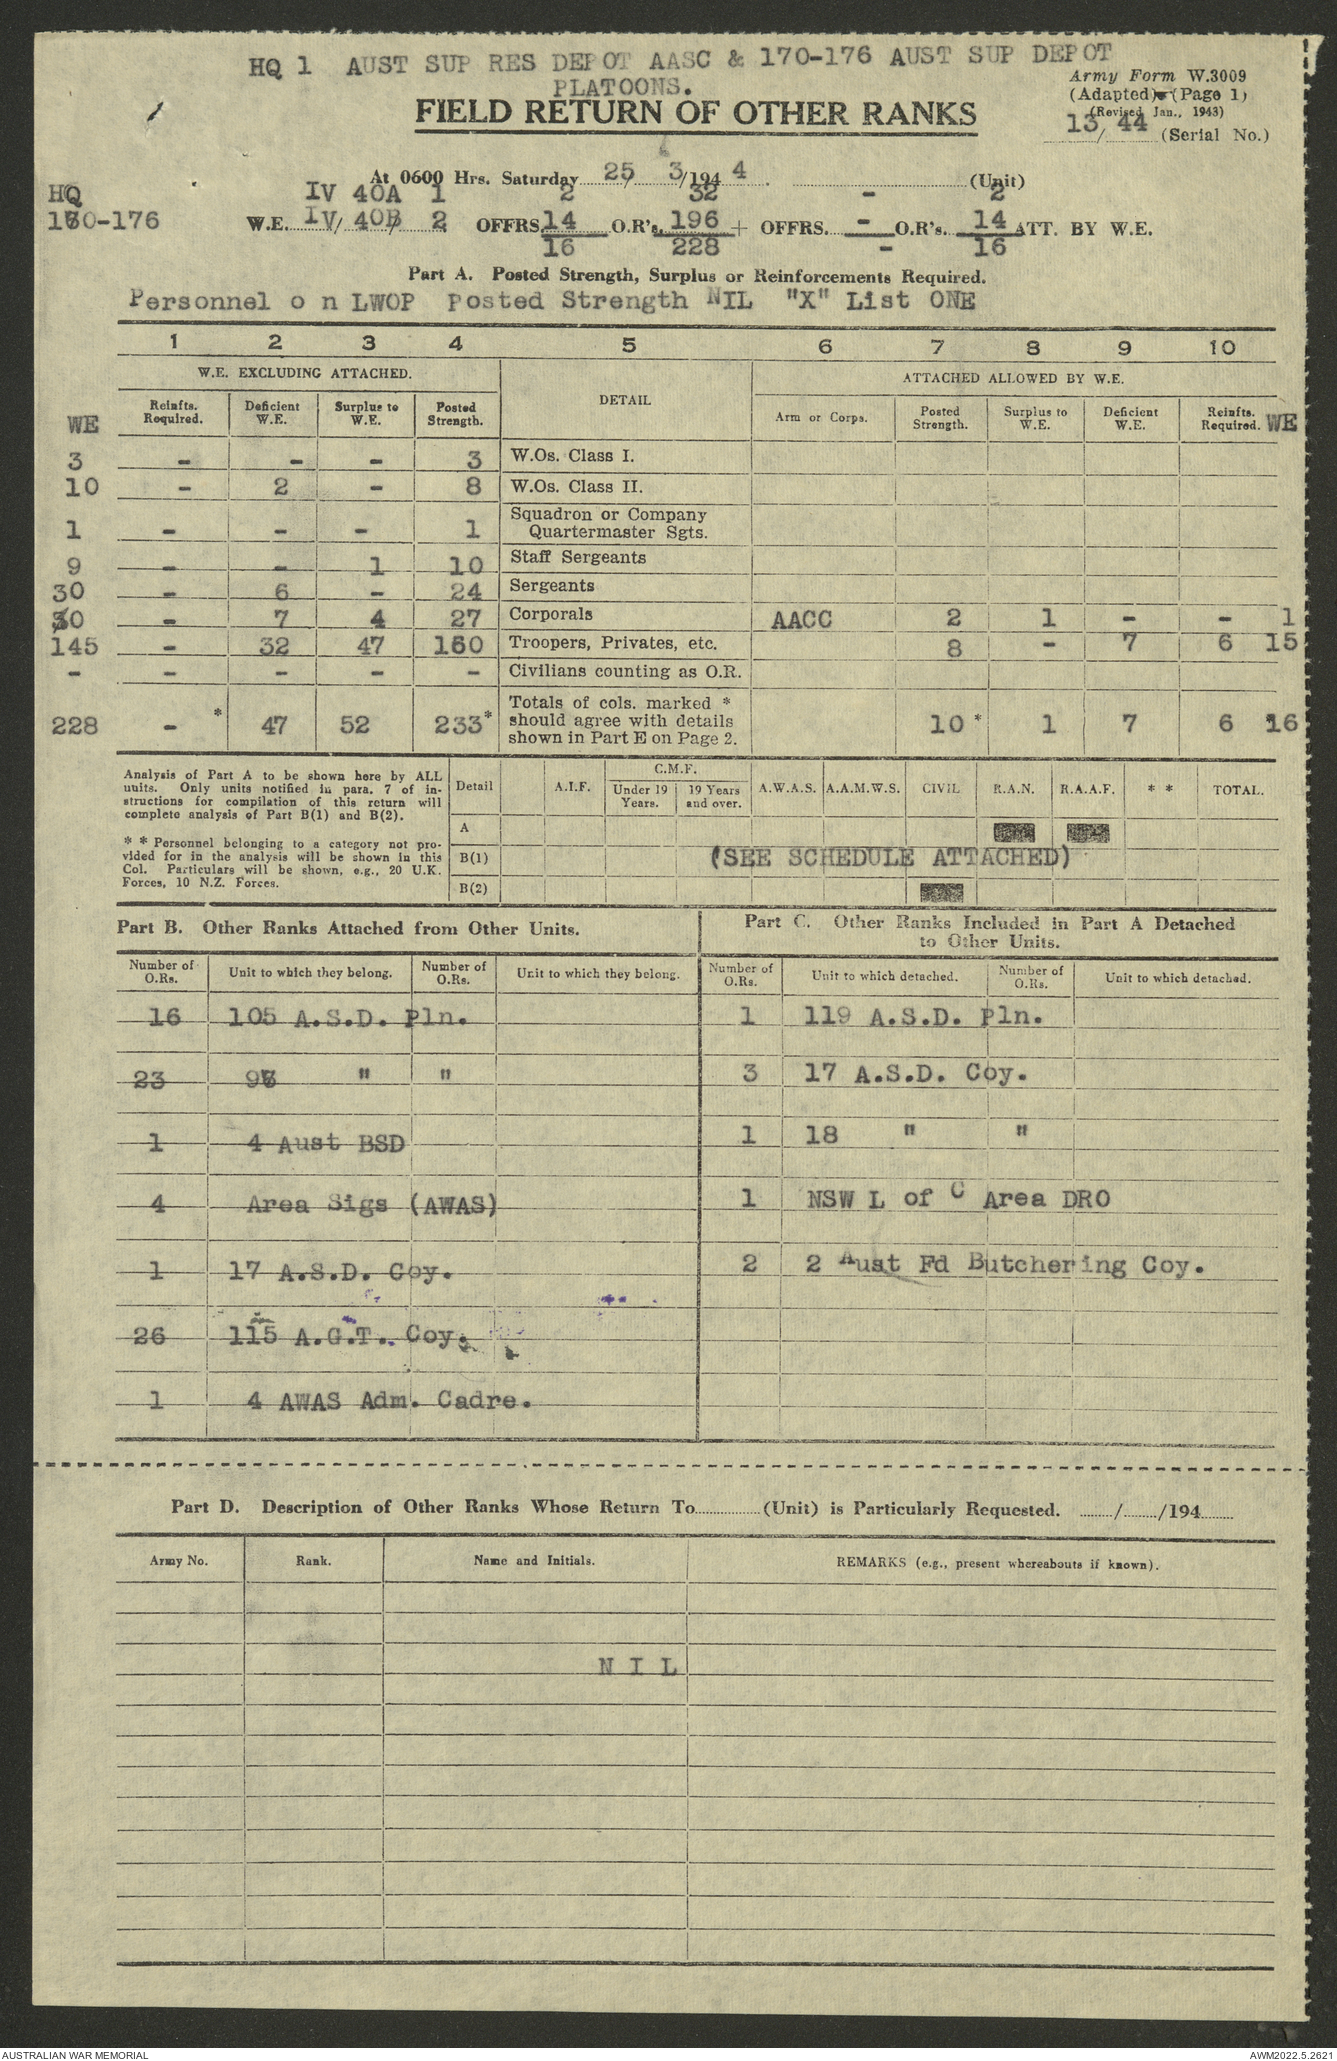 HQ 1 AUST SUP RES DEPOT AASC & 170-176 AUST SUP DEPOT
PLATOONS.
Army Form W.3009
(Adapted) (Page 1)
(Revised Jan., 1943)
13/44 (Serial No.)
FIELD RETURN OF OTHER RANKS
At 0600 Hrs. Saturday 25/3/1944. (Unit)
HQ IV 40A 1 2 32 - 2
170-176 W.E. IV/ 40B/ 2 OFFRS. 14 O.R's. 196 + OFFRS. - O.R's. 14 ATT. BY W.E.
16 228 - 16
Part A. Posted Strength, Surplus or Reinforcements Required.
Personnel o n LWOP Posted Strength NIL "X" List ONE
1 2 3 4 5 6 7 8 9 10
W.E. EXCLUDING ATTACHED. DETAIL ATTACHED ALLOWED BY W.E.
WE Reinfts. Required. Deficient W.E. Surplus to W.E. Posted Strength. Arm or Corps. Posted Strength. Surplus to W.E. Deficient W.E. Reinfts. Required. WE
3 - - - 3 W.Os. Class I.
10 - 2 - 8 W.Os. Class II.
1 - - - 1 Squadron or Company Quartermaster Sgts.
9 - - 1 10 Staff Sergeants
30 - 6 - 24 Sergeants
30 - 7 4 27 Corporals AACC 2 1 - - 1
145 - 32 47 160 Troopers, Privates, etc. 8 - 7 6 15
- - - - - Civilians counting as O.R.
228 - * 47 52 233* Totals of cols. marked * should agree with details shown in Part E on Page 2. 10 * 1 7 6 16
Analysis of Part A to be shown here by ALL
units. Only units notified in para. 7 of in-
structions for compilation of this return will
complete analysis of Part B(1) and B(2).
* * Personnel belonging to a category not pro-
vided for in the analysis will be shown in this
Col. Particulars will be shown, e.g., 20 U.K.
Forces, 10 N.Z. Forces.
Detail A.I.F. C.M.F. Under 19 Years. 19 Years and over. A.W.A.S. A.A.M.W.S. CIVIL R.A.N. R.A.A.F. * * TOTAL.
A
B(1) (SEE SCHEDULE ATTACHED)
B(2)
Part B. Other Ranks Attached from Other Units.
Number of O.Rs. Unit to which they belong. Number of O.Rs. Unit to which they belong.
16 105 A.S.D. Pln.
23 98 " "
1 4 Aust BSD
4 Area Sigs (AWAS)
1 17 A.S.D. Coy.
26 115 A.G.T. Coy.
1 4 AWAS Adm. Cadre.
Part C. Other Ranks Included in Part A Detached
to Other Units.
Number of O.Rs. Unit to which detached. Number of O.Rs. Unit to which detached.
1 119 A.S.D. Pln.
3 17 A.S.D. Coy.
1 18 " "
1 NSW L of C Area DRO
2 2 Aust Fd Butchering Coy.
Part D. Description of Other Ranks Whose Return To (Unit) is Particularly Requested. / /194
Army No. Rank. Name and Initials. REMARKS (e.g., present whereabouts if known).
N I L
AUSTRALIAN WAR MEMORIAL
AWM2022.5.2621